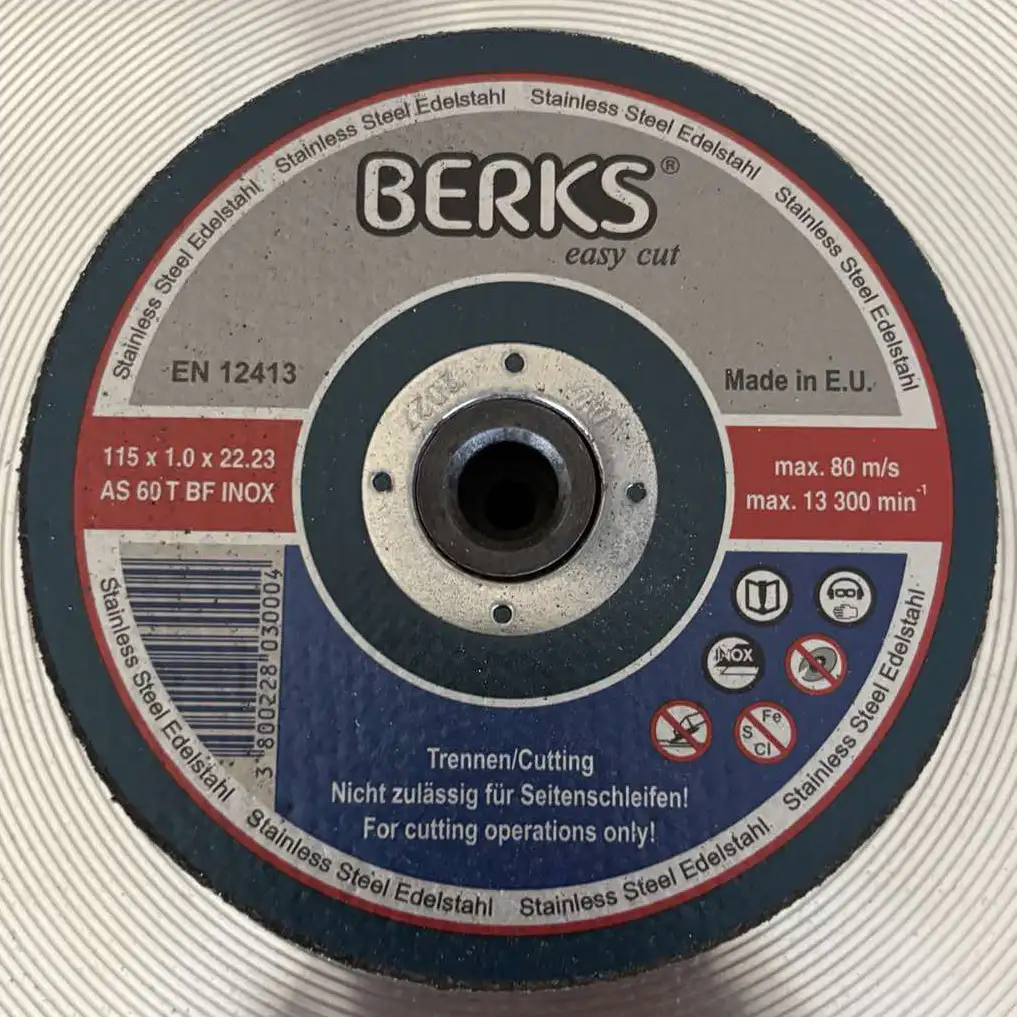 Stainless Steel Edelstahl
Stainless Steel Edelstahl
Stainless Steel Edelstahl
Stainless Steel Edelstahl
BERKS®
easy cut
EN 12413
Made in E.U.
115 x 1.0 x 22.23
AS 60 T BF INOX
max. 80 m/s
max. 13 300 min-1
3 800228 030004
INOX
Fe
S
Cl
Trennen/Cutting
Nicht zulässig für Seitenschleifen!
For cutting operations only!
Stainless Steel Edelstahl
Stainless Steel Edelstahl
Stainless Steel Edelstahl
Stainless Steel Edelstahl